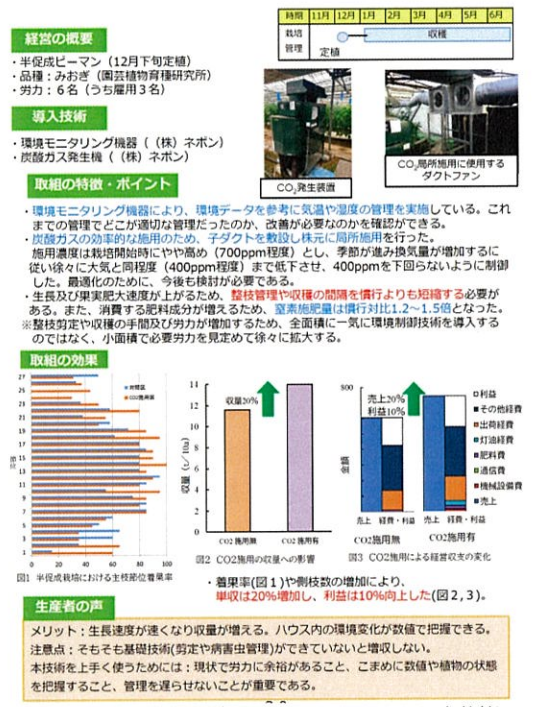 時期 11月 12月 1月 2月 3月 4月 5月 6月
栽培管理 定植 収穫
経営の概要
・半促成ピーマン（12月下旬定植）
・品種：みおぎ（園芸植物育種研究所）
・労力：６名（うち雇用３名）
導入技術
・環境モニタリング機器（（株）ネポン）
・炭酸ガス発生機（（株）ネポン）
CO₂発生装置
CO₂局所施用に使用する
ダクトファン
取組の特徴・ポイント
・環境モニタリング機器により、環境データを参考に気温や湿度の管理を実施している。これ
までの管理でどこが適切な管理だったのか、改善が必要なのかを確認ができる。
・炭酸ガスの効率的な施用のため、子ダクトを敷設し株元に局所施用を行った。
施用濃度は栽培開始時にやや高め（700ppm程度）とし、季節が進み換気量が増加するに
従い徐々に大気と同程度（400ppm程度）まで低下させ、400ppmを下回らないように制御
した。最適化のために、今後も検討が必要である。
・生長及び果実肥大速度が上がるため、整枝管理や収穫の間隔を慣行よりも短縮する必要が
ある。また、消費する肥料成分が増えるため、窒素施肥量は慣行対比1.2～1.5倍となった。
※整枝剪定や収穫の手間及び労力が増加するため、全面積に一気に環境制御技術を導入する
のではなく、小面積で必要労力を見定めて徐々に拡大する。
取組の効果
27
25
23
21
19
17
15
13
11
9
7
5
3
1
節位
CO2施用区
0 20 40 60 80 100
図1 半促成栽培における主枝節位着果率
収量（t／10a）
14
12
10
8
6
4
2
0
収量20%
CO2施用無 CO2施用有
図2 CO2施用の収量への影響
金額
800
売上20%
利益10%
売上 経費・利益 売上 経費・利益
CO2施用無 CO2施用有
利益
その他経費
出荷経費
灯油経費
肥料費
通信費
機械設備費
売上
図3 CO2施用による経営収支の変化
・着果率(図１)や側枝数の増加により、
単収は20%増加し、利益は10%向上した(図２,３)。
生産者の声
メリット：生長速度が速くなり収量が増える。ハウス内の環境変化が数値で把握できる。
注意点：そもそも基礎技術(剪定や病害虫管理)ができていないと増収しない。
本技術を上手く使うためには：現状で労力に余裕があること、こまめに数値や植物の状態
を把握すること、管理を遅らせないことが重要である。